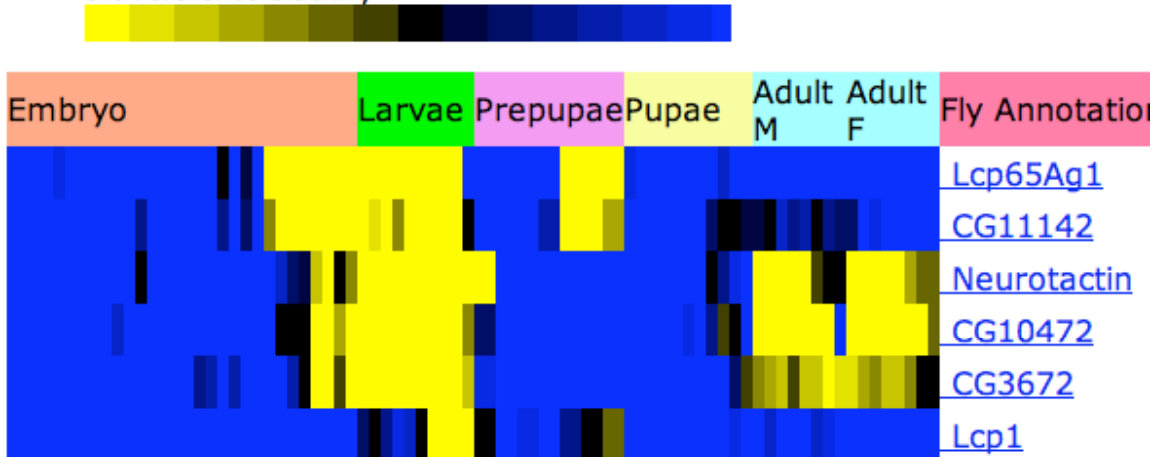 Embryo Larvae Prepupae Pupae Adult M Adult F Fly Annotation
Lcp65Ag1
CG11142
Neurotactin
CG10472
CG3672
Lcp1